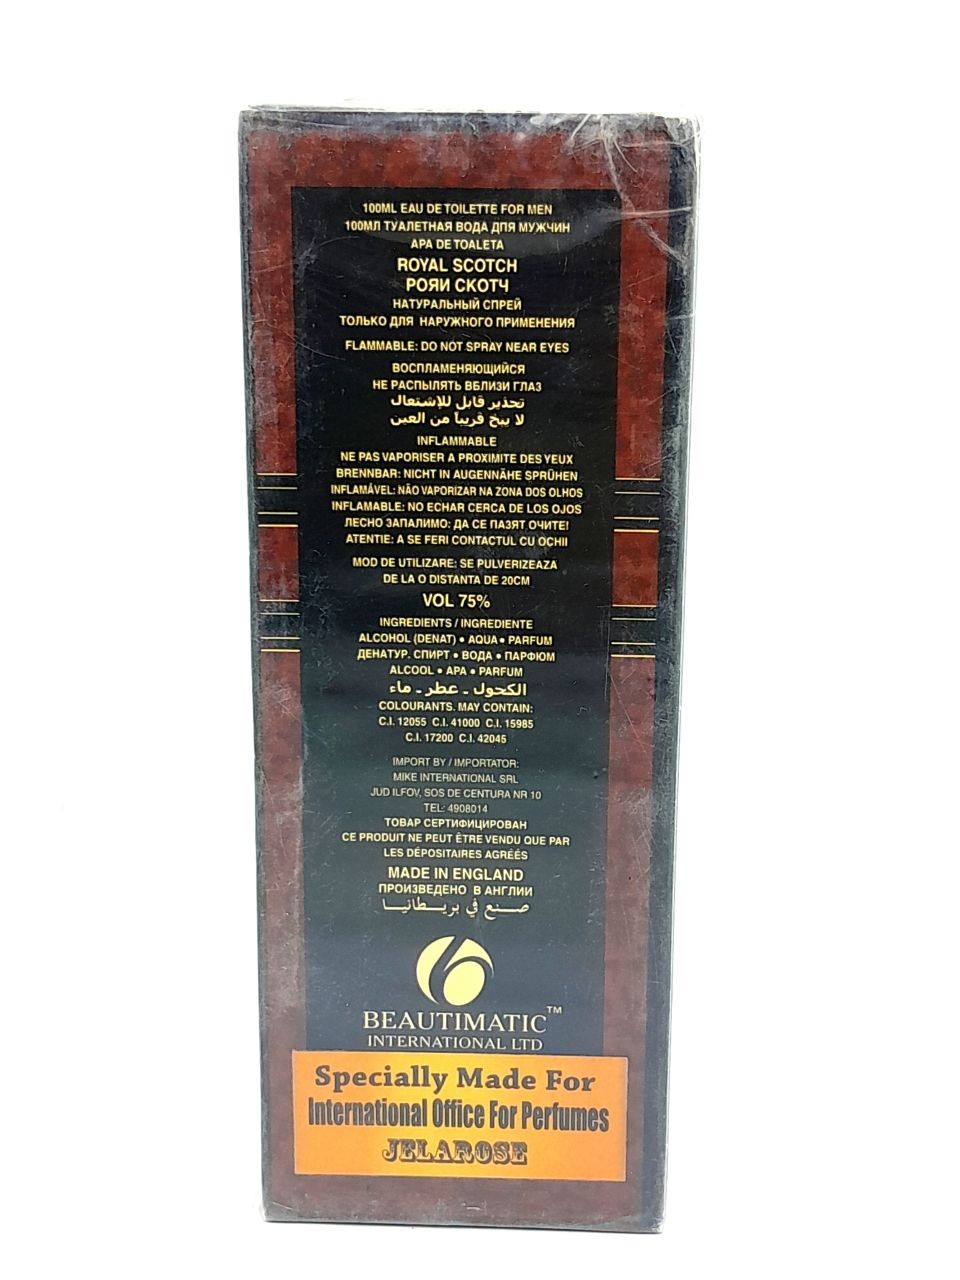 100ML EAU DE TOILETTE FOR MEN
100МЛ ТУАЛЕТНАЯ ВОДА ДПЯ МУЖЧИН
APA DE TOALETA
ROYAL SCOTCH
РОЯИ СКОТЧ
НАТУРАЛЬНЫЙ СПРЕЙ
ТОЛЬКО ДЛЯ НАРУЖНОГО ПРИМЕНЕНИЯ
FLAMMABLE: DO NOT SPRAY NEAR EYES
ВОСПЛАМЕНЯЮЩИЙСЯ
НЕ РАСПЫЛЯТЬ ВБЛИЗИ ГЛАЗ
تحذير قابل للإشتعال
لا يبخ قريباً من العين
INFLAMMABLE
NE PAS VAPORISER A PROXIMITE DES YEUX
BRENNBAR: NICHT IN AUGENNÄHE SPRÜHEN
INFLAMÁVEL: NÃO VAPORIZAR NA ZONA DOS OLHOS
INFLAMABLE: NO ECHAR CERCA DE LOS OJOS
ЛЕСНО ЗАПАЛИМО: ДА СЕ ПАЗЯТ ОЧИТЕ!
ATENTIE: A SE FERI CONTACTUL CU OCHII
MOD DE UTILIZARE: SE PULVERIZEAZA
DE LA O DISTANTA DE 20CM
VOL 75%
INGREDIENTS / INGREDIENTE
ALCOHOL (DENAT) • AQUA • PARFUM
ДЕНАТУР. СПИРТ • ВОДА • ПАРФЮМ
ALCOOL • APA • PARFUM
الكحول ـ عطر ـ ماء
COLOURANTS. MAY CONTAIN:
C.I. 12055 C.I. 41000 C.I. 15985
C.I. 17200 C.I. 42045
IMPORT BY / IMPORTATOR:
MIKE INTERNATIONAL SRL
JUD ILFOV, SOS DE CENTURA NR 10
TEL: 4908014
ТОВАР СЕРТИФИЦИРОВАН
CE PRODUIT NE PEUT ÊTRE VENDU QUE PAR
LES DÉPOSITAIRES AGRÉÉS
MADE IN ENGLAND
ПРОИЗВЕДЕНО В АНГЛИИ
صـــنع في بريـــطانيـــا
BEAUTIMATIC™
INTERNATIONAL LTD
Specially Made For
International Office For Perfumes
JELAROSE